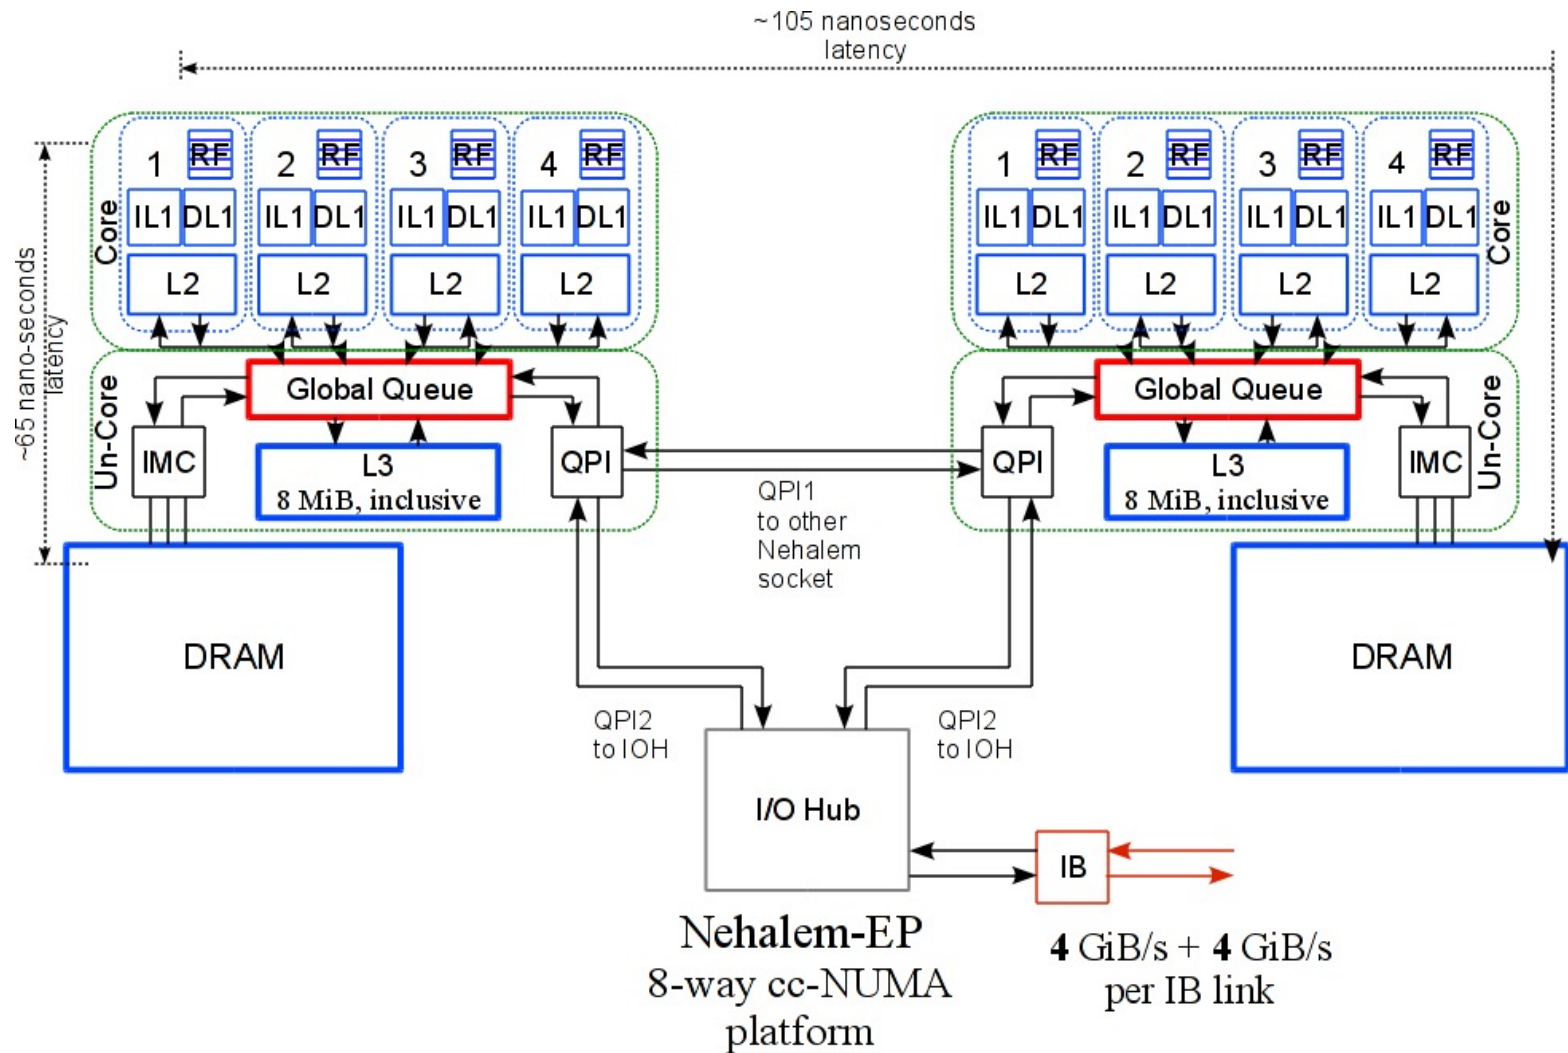 ~105 nanoseconds
latency
1 RF 2 RF 3 RF 4 RF
IL1 DL1 IL1 DL1 IL1 DL1 IL1 DL1
L2 L2 L2 L2
Core
1 RF 2 RF 3 RF 4 RF
IL1 DL1 IL1 DL1 IL1 DL1 IL1 DL1
L2 L2 L2 L2
Core
~65 nano-seconds
latency
Un-Core
Global Queue
IMC
L3
8 MiB, inclusive
QPI
Global Queue
QPI
L3
8 MiB, inclusive
IMC
Un-Core
QPI1
to other
Nehalem
socket
DRAM
DRAM
QPI2
to IOH
QPI2
to IOH
I/O Hub
IB
Nehalem-EP
8-way cc-NUMA
platform
4 GiB/s + 4 GiB/s
per IB link